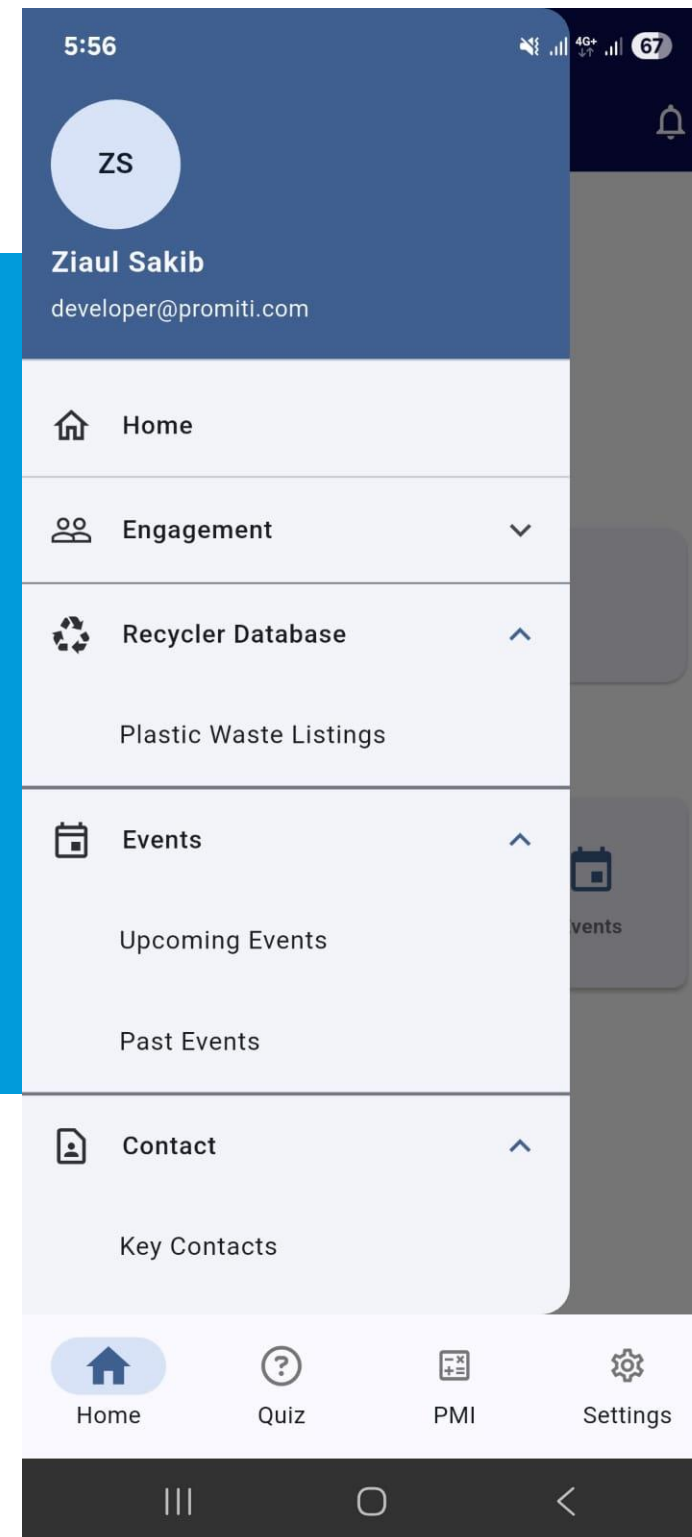 5:56
4G+
67
ZS
Ziaul Sakib
developer@promiti.com
Home
Engagement
Recycler Database
Plastic Waste Listings
Events
vents
Upcoming Events
Past Events
Contact
Key Contacts
Home
Quiz
PMI
Settings